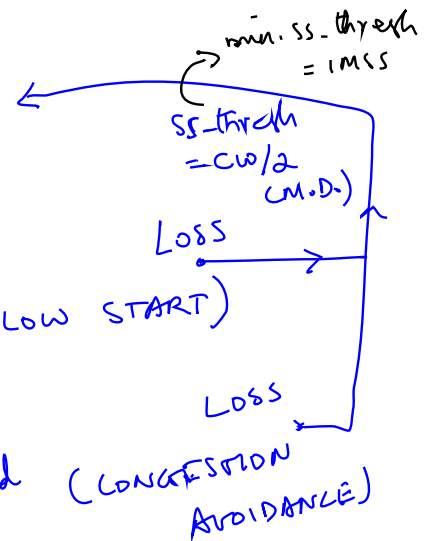 min. ss_thresh
= 1MSS
ss_thresh
= CW/2
(M.D.)
LOSS
LOW START)
LOSS
d (CONGESTION
AVOIDANCE)